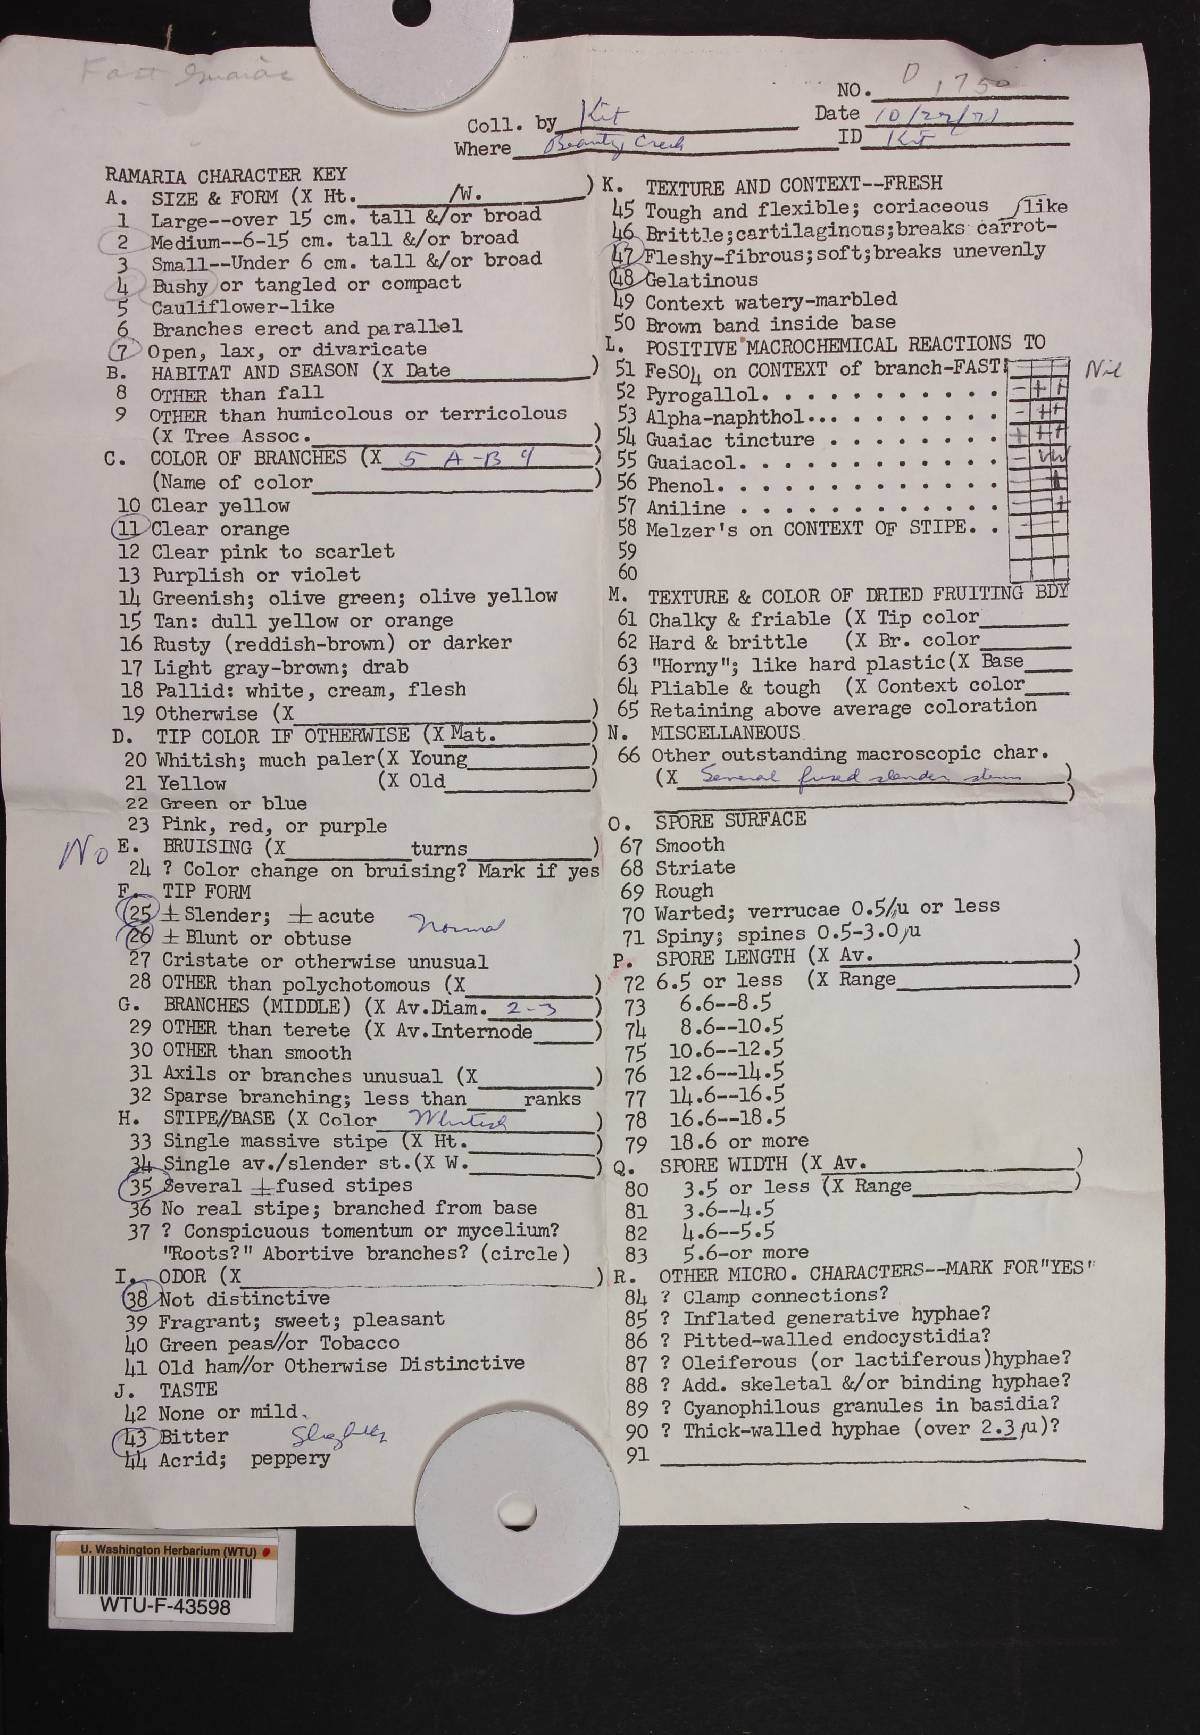 Fast Guaiac
NO. D 1750
Coll. by Kit Date 10/22/71
Where Beauty Creek ID Kit
RAMARIA CHARACTER KEY
A. SIZE & FORM (X Ht. /W. )
1 Large--over 15 cm. tall &/or broad
2 Medium--6-15 cm. tall &/or broad
3 Small--Under 6 cm. tall &/or broad
4 Bushy or tangled or compact
5 Cauliflower-like
6 Branches erect and parallel
7 Open, lax, or divaricate
B. HABITAT AND SEASON (X Date )
8 OTHER than fall
9 OTHER than humicolous or terricolous
(X Tree Assoc. )
C. COLOR OF BRANCHES (X 5 A-B 4 )
(Name of color )
10 Clear yellow
11 Clear orange
12 Clear pink to scarlet
13 Purplish or violet
14 Greenish; olive green; olive yellow
15 Tan: dull yellow or orange
16 Rusty (reddish-brown) or darker
17 Light gray-brown; drab
18 Pallid: white, cream, flesh
19 Otherwise (X )
D. TIP COLOR IF OTHERWISE (X Mat. )
20 Whitish; much paler(X Young )
21 Yellow (X Old )
22 Green or blue
23 Pink, red, or purple
No E. BRUISING (X turns )
24 ? Color change on bruising? Mark if yes
F. TIP FORM
25 ± Slender; ± acute
Normal
26 ± Blunt or obtuse
27 Cristate or otherwise unusual
28 OTHER than polychotomous (X )
G. BRANCHES (MIDDLE) (X Av.Diam. 2-3 )
29 OTHER than terete (X Av.Internode )
30 OTHER than smooth
31 Axils or branches unusual (X )
32 Sparse branching; less than ranks
H. STIPE//BASE (X Color Whitish )
33 Single massive stipe (X Ht. )
34 Single av./slender st.(X W. )
35 Several ± fused stipes
36 No real stipe; branched from base
37 ? Conspicuous tomentum or mycelium?
"Roots?" Abortive branches? (circle)
I. ODOR (X )
38 Not distinctive
39 Fragrant; sweet; pleasant
40 Green peas//or Tobacco
41 Old ham//or Otherwise Distinctive
J. TASTE
42 None or mild.
43 Bitter Slightly
44 Acrid; peppery
K. TEXTURE AND CONTEXT--FRESH
45 Tough and flexible; coriaceous like
46 Brittle;cartilaginous;breaks carrot-
47 Fleshy-fibrous;soft;breaks unevenly
48 Gelatinous
49 Context watery-marbled
50 Brown band inside base
L. POSITIVE MACROCHEMICAL REACTIONS TO
51 FeSO4 on CONTEXT of branch-FAST! Nil
52 Pyrogallol. . . . . . . . . . . - + +
53 Alpha-naphthol... . . . . . . . . - ++
54 Guaiac tincture . . . . . . . . + ++
55 Guaiacol. . . . . . . . . . . . -
56 Phenol. . . . . . . . . . . . . +
57 Aniline . . . . . . . . . . . . +
58 Melzer's on CONTEXT OF STIPE. .
59
60
M. TEXTURE & COLOR OF DRIED FRUITING BDY
61 Chalky & friable (X Tip color
62 Hard & brittle (X Br. color
63 "Horny"; like hard plastic(X Base
64 Pliable & tough (X Context color
65 Retaining above average coloration
N. MISCELLANEOUS
66 Other outstanding macroscopic char.
(X Several fused slender stems )
)
O. SPORE SURFACE
67 Smooth
68 Striate
69 Rough
70 Warted; verrucae 0.5/µ or less
71 Spiny; spines 0.5-3.0 µ
P. SPORE LENGTH (X Av. )
72 6.5 or less (X Range )
73 6.6--8.5
74 8.6--10.5
75 10.6--12.5
76 12.6--14.5
77 14.6--16.5
78 16.6--18.5
79 18.6 or more
Q. SPORE WIDTH (X Av. )
80 3.5 or less (X Range )
81 3.6--4.5
82 4.6--5.5
83 5.6-or more
R. OTHER MICRO. CHARACTERS--MARK FOR"YES"
84 ? Clamp connections?
85 ? Inflated generative hyphae?
86 ? Pitted-walled endocystidia?
87 ? Oleiferous (or lactiferous)hyphae?
88 ? Add. skeletal &/or binding hyphae?
89 ? Cyanophilous granules in basidia?
90 ? Thick-walled hyphae (over 2.3 µ)?
91
U. Washington Herbarium (WTU)
WTU-F-43598